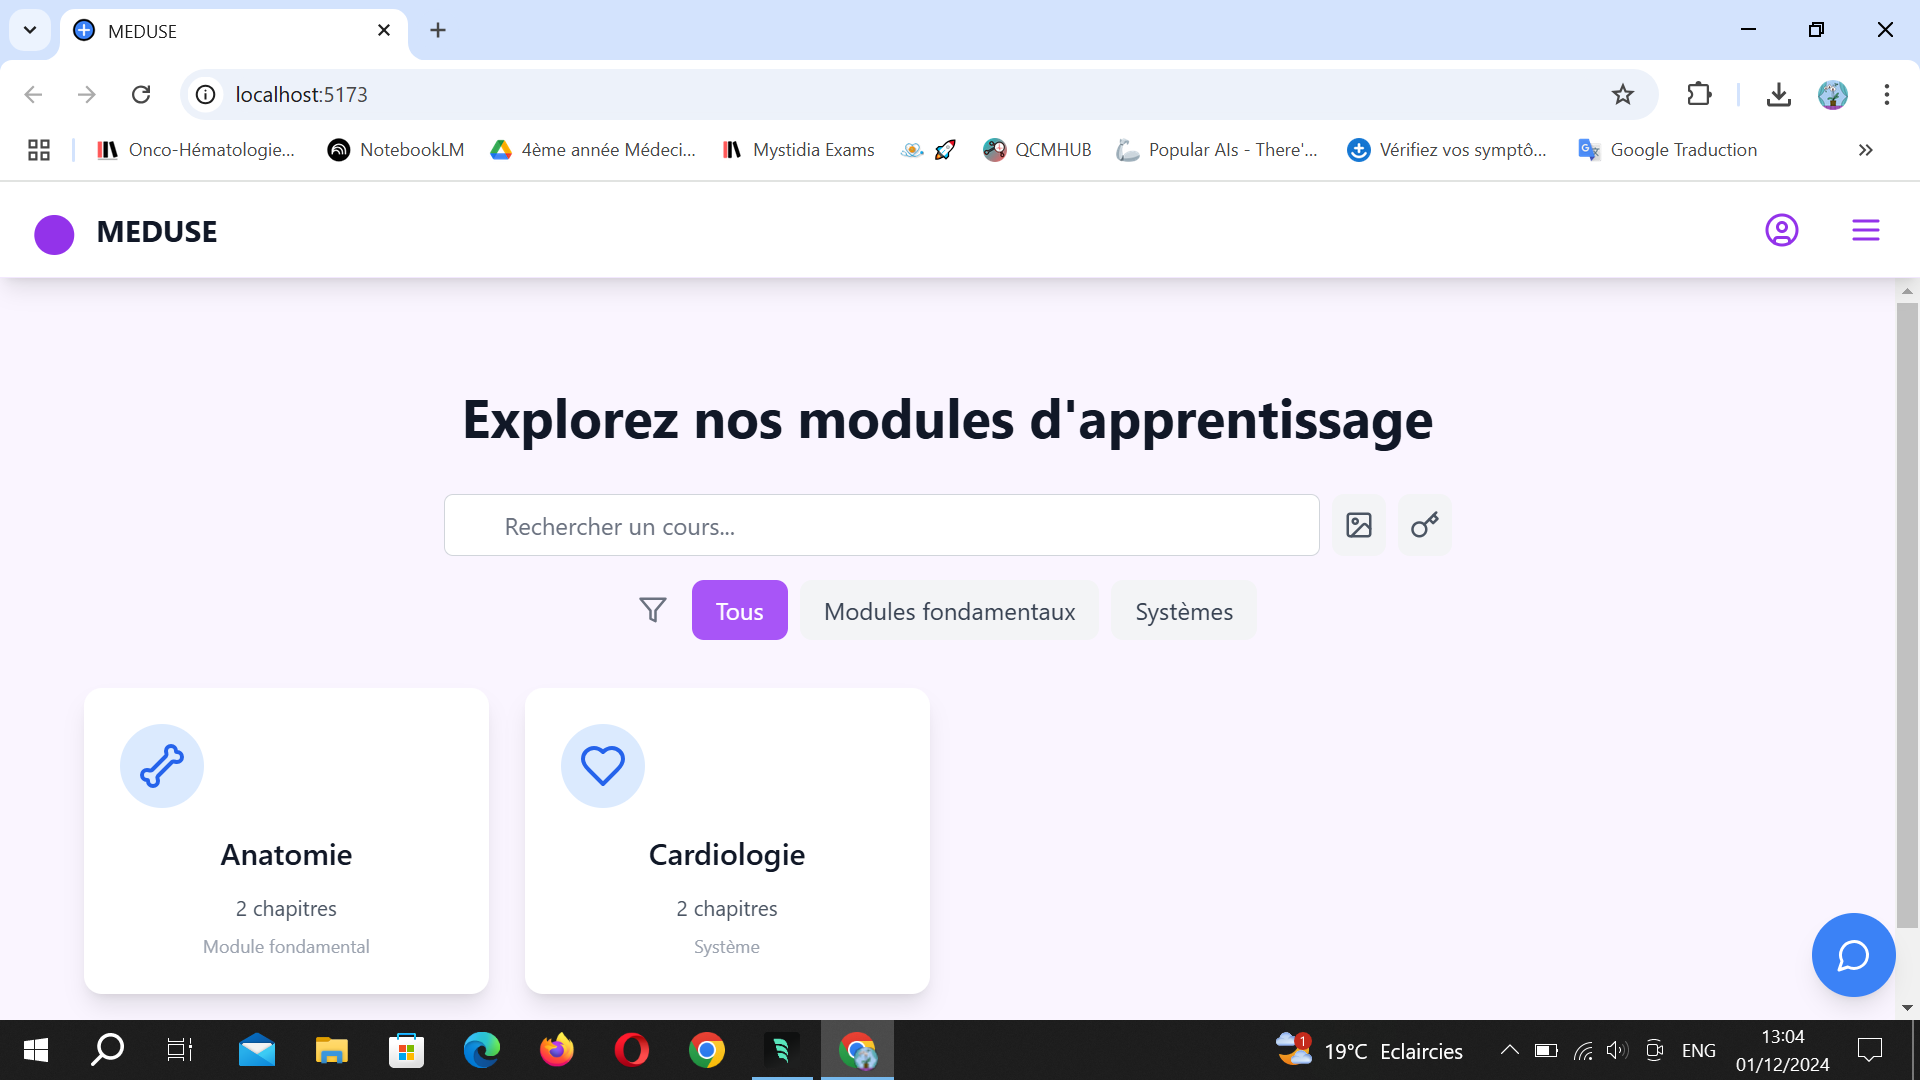 MEDUSE
localhost:5173
Onco-Hématologie...
NotebookLM
4ème année Médeci...
Mystidia Exams
QCMHUB
Popular AIs - There'...
Vérifiez vos symptô...
Google Traduction
MEDUSE
Explorez nos modules d'apprentissage
Rechercher un cours...
Tous
Modules fondamentaux
Systèmes
Anatomie
2 chapitres
Module fondamental
Cardiologie
2 chapitres
Système
1
19°C Eclaircies
ENG
13:04
01/12/2024